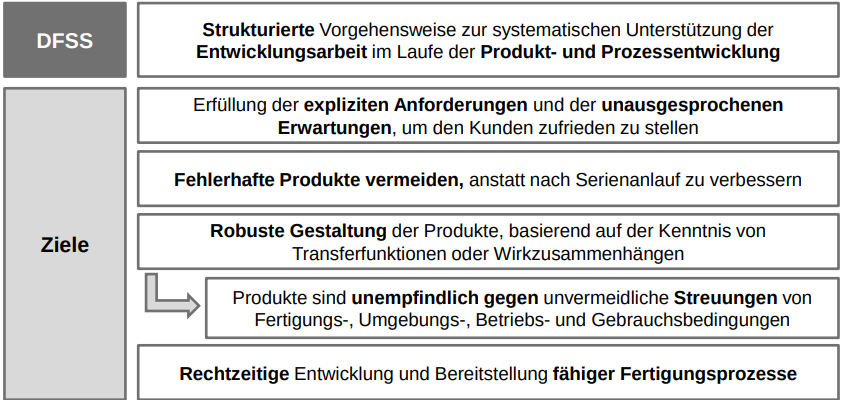 DFSS
Strukturierte Vorgehensweise zur systematischen Unterstützung der
Entwicklungsarbeit im Laufe der Produkt- und Prozessentwicklung
Ziele
Erfüllung der expliziten Anforderungen und der unausgesprochenen
Erwartungen, um den Kunden zufrieden zu stellen
Fehlerhafte Produkte vermeiden, anstatt nach Serienanlauf zu verbessern
Robuste Gestaltung der Produkte, basierend auf der Kenntnis von
Transferfunktionen oder Wirkzusammenhängen
Produkte sind unempfindlich gegen unvermeidliche Streuungen von
Fertigungs-, Umgebungs-, Betriebs- und Gebrauchsbedingungen
Rechtzeitige Entwicklung und Bereitstellung fähiger Fertigungsprozesse